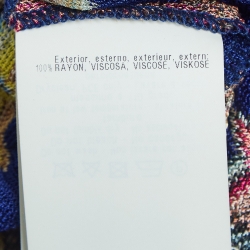 Exterior, esterno, exterieur, extern:
100% RAYON, VISCOSA, VISCOSE, VISKOSE